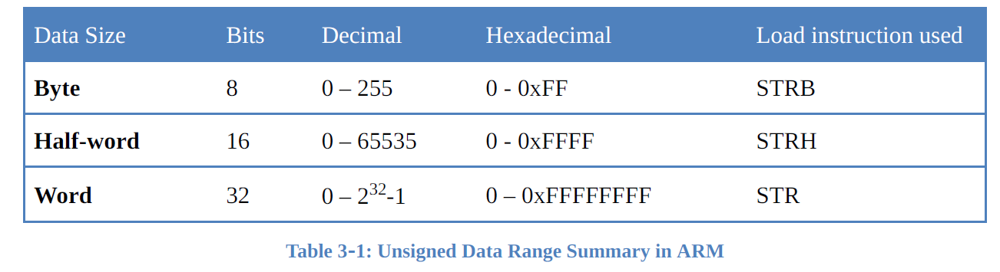 Data Size Bits Decimal Hexadecimal Load instruction used
Byte 8 0 – 255 0 - 0xFF STRB
Half-word 16 0 – 65535 0 - 0xFFFF STRH
Word 32 0 – 2³²-1 0 – 0xFFFFFFFF STR
Table 3-1: Unsigned Data Range Summary in ARM